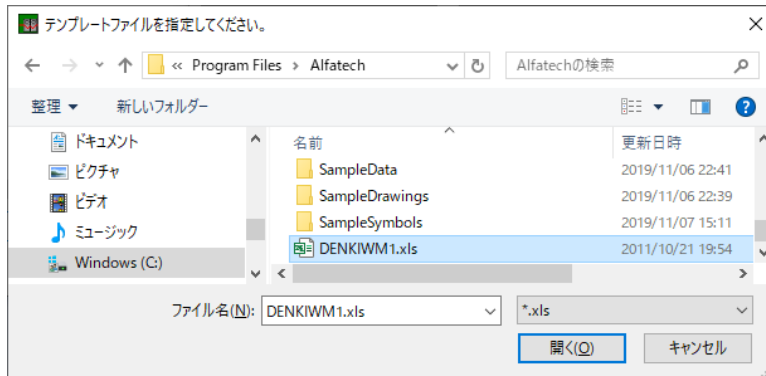 テンプレートファイルを指定してください。
« Program Files › Alfatech
Alfatechの検索
整理 新しいフォルダー
ドキュメント
ピクチャ
ビデオ
ミュージック
Windows (C:)
名前 更新日時
SampleData 2019/11/06 22:41
SampleDrawings 2019/11/06 22:39
SampleSymbols 2019/11/07 15:11
DENKIWM1.xls 2011/10/21 19:54
ファイル名(N): DENKIWM1.xls *.xls
開く(O) キャンセル